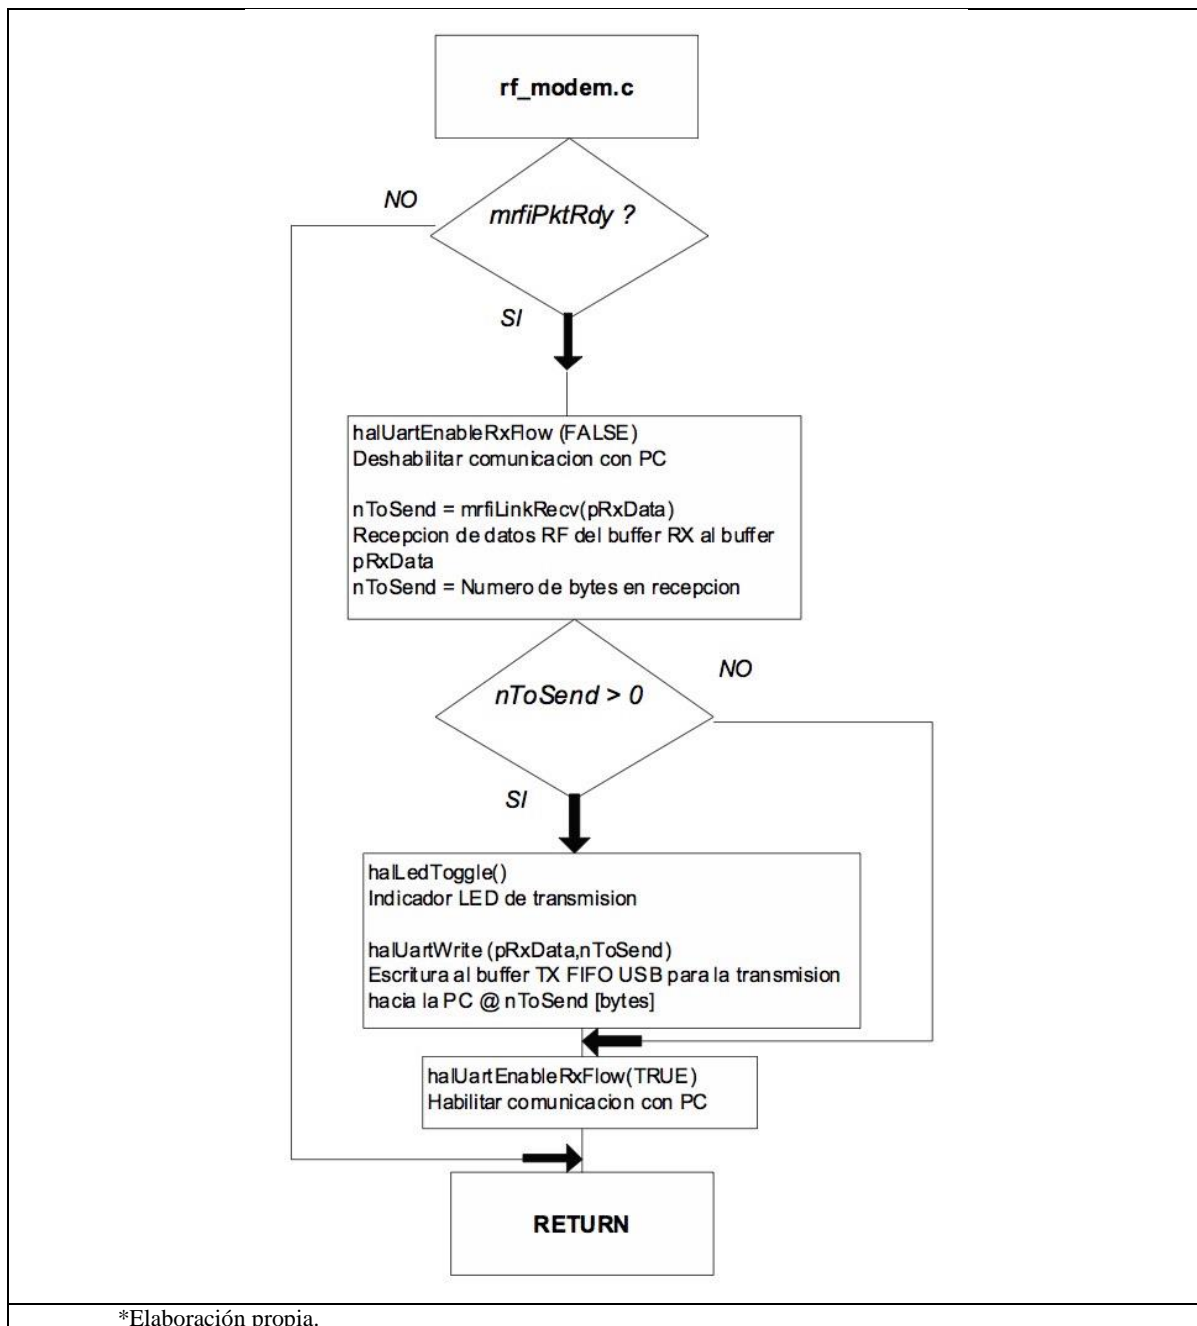 rf_modem.c
NO
mrfiPktRdy ?
SI
halUartEnableRxFlow (FALSE)
Deshabilitar comunicacion con PC
nToSend = mrfiLinkRecv(pRxData)
Recepcion de datos RF del buffer RX al buffer
pRxData
nToSend = Numero de bytes en recepcion
NO
nToSend > 0
SI
halLedToggle()
Indicador LED de transmision
halUartWrite (pRxData,nToSend)
Escritura al buffer TX FIFO USB para la transmision
hacia la PC @ nToSend [bytes]
halUartEnableRxFlow(TRUE)
Habilitar comunicacion con PC
RETURN
*Elaboración propia.